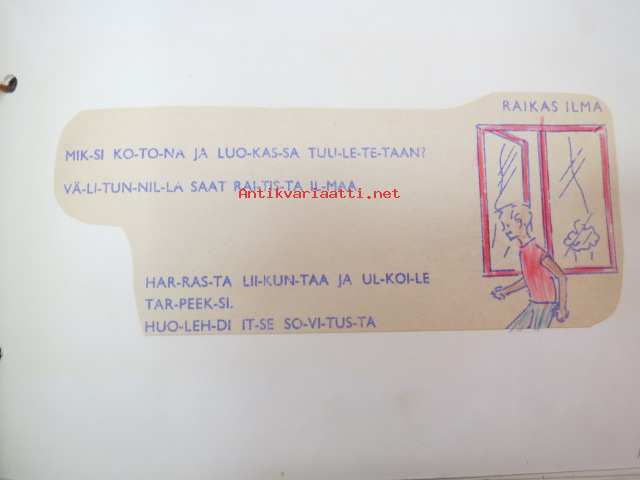 RAIKAS ILMA
MIK-SI KO-TO-NA JA LUO-KAS-SA TUU-LE-TE-TAAN?
VÄ-LI-TUN-NIL-LA SAAT RAI-TIS-TA IL-MAA
Antikvariaatti.net
HAR-RAS-TA LII-KUN-TAA JA UL-KOI-LE
TAR-PEEK-SI.
HUO-LEH-DI IT-SE SO-VI-TUS-TA